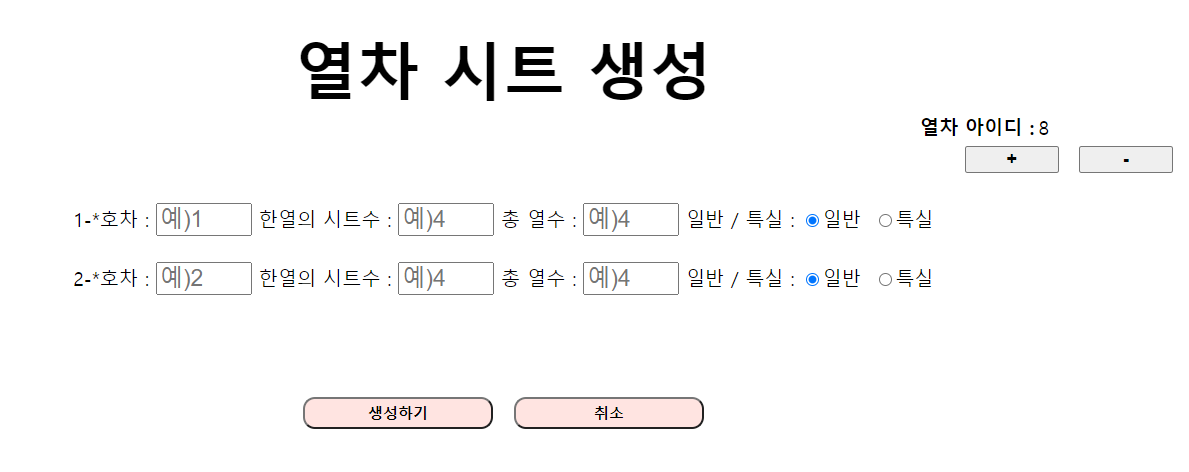 열차 시트 생성
열차 아이디 : 8
+ -
1-*호차 : 예)1 한열의 시트수 : 예)4 총 열수 : 예)4 일반 / 특실 : 일반 특실
2-*호차 : 예)2 한열의 시트수 : 예)4 총 열수 : 예)4 일반 / 특실 : 일반 특실
생성하기 취소